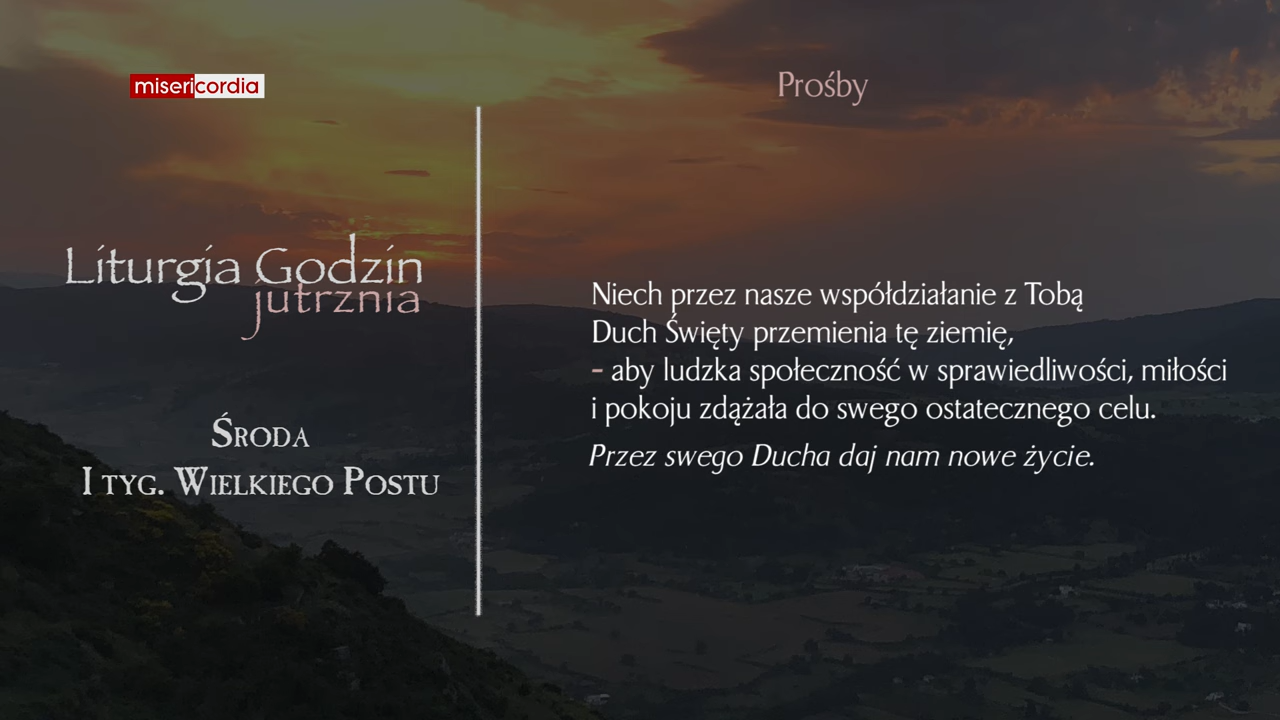 misericordia
Liturgia Godzin
jutrznia
Środa
I tyg. Wielkiego Postu
Prośby
Niech przez nasze współdziałanie z Tobą
Duch Święty przemienia tę ziemię,
- aby ludzka społeczność w sprawiedliwości, miłości
i pokoju zdążała do swego ostatecznego celu.
Przez swego Ducha daj nam nowe życie.